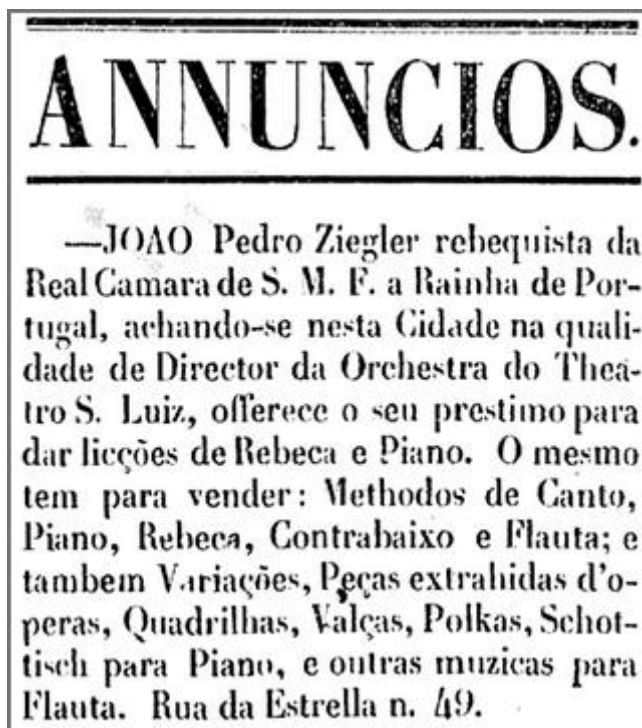 ANNUNCIOS.
—JOAO Pedro Ziegler rebequista da
Real Camara de S. M. F. a Rainha de Por-
tugal, achando-se nesta Cidade na quali-
dade de Director da Orchestra do Thea-
tro S. Luiz, offerece o seu prestimo para
dar licções de Rebeca e Piano. O mesmo
tem para vender: Methodos de Canto,
Piano, Rebeca, Contrabaixo e Flauta; e
tambem Variações, Peças extrahidas d'o-
peras, Quadrilhas, Valças, Polkas, Schot-
tisch para Piano, e outras muzicas para
Flauta. Rua da Estrella n. 49.